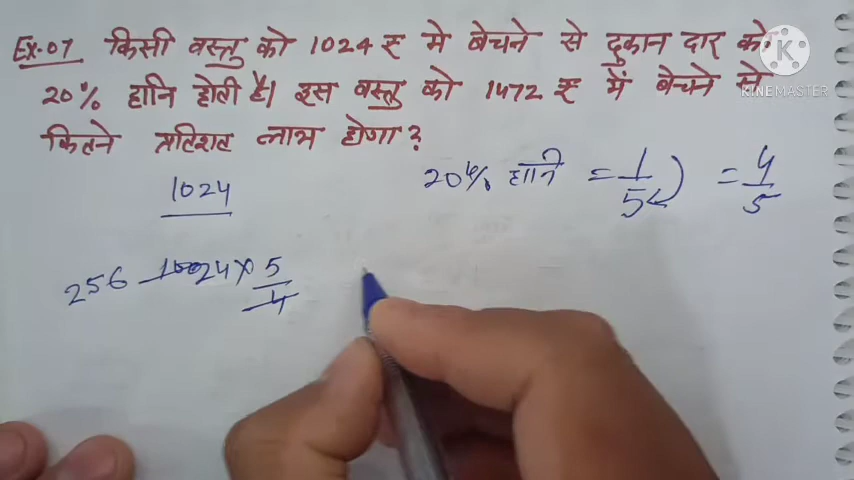 Ex.07 किसी वस्तु को 1024 रु मे बेचने से दुकान दार को
20% हानि होती है। इस वस्तु को 1472 रु में बेचने से
कितने प्रतिशत लाभ होगा?
1024
20% हानि = 1/5 = 4/5
256 1024 × 5/4
K
KINEMASTER